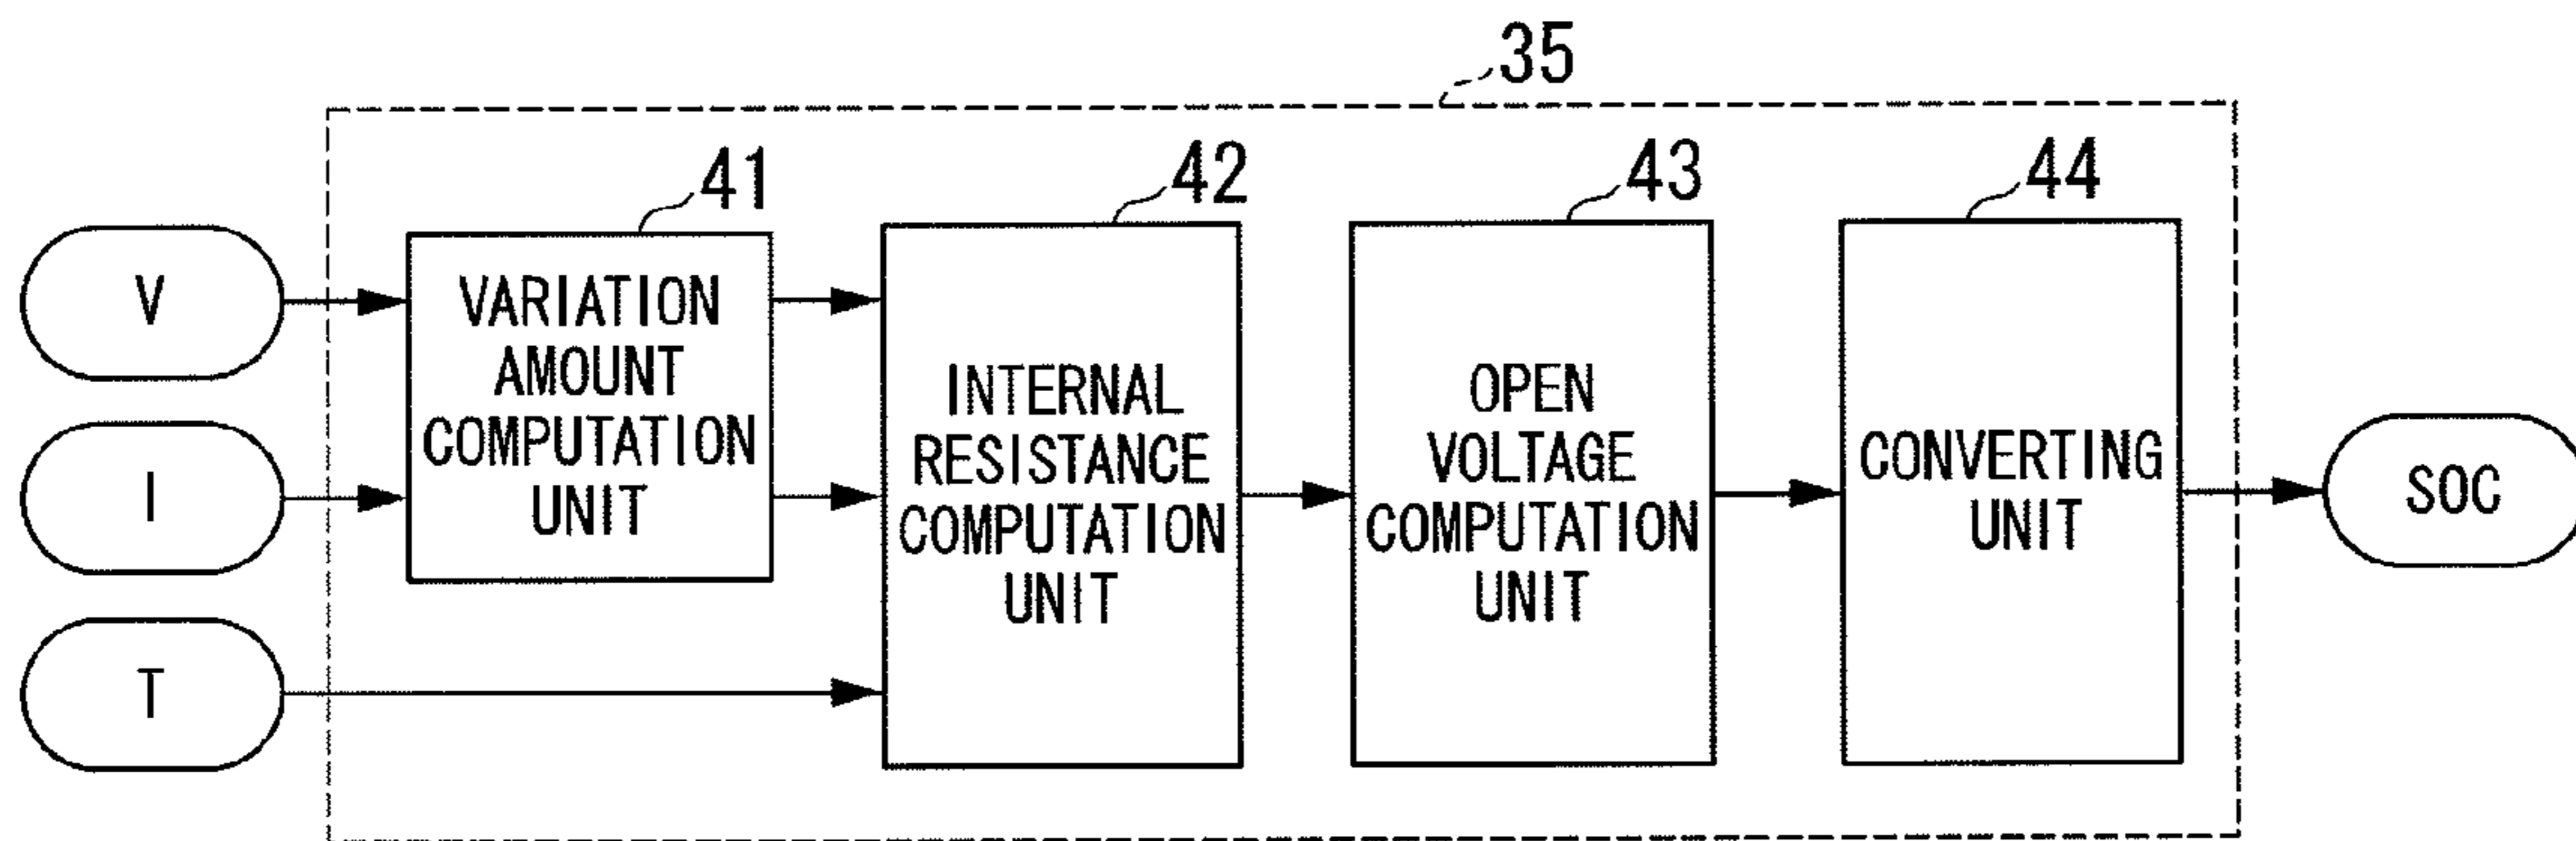 35
41
42
43
44
V
VARIATION
AMOUNT
COMPUTATION
UNIT
I
T
INTERNAL
RESISTANCE
COMPUTATION
UNIT
OPEN
VOLTAGE
COMPUTATION
UNIT
CONVERTING
UNIT
SOC